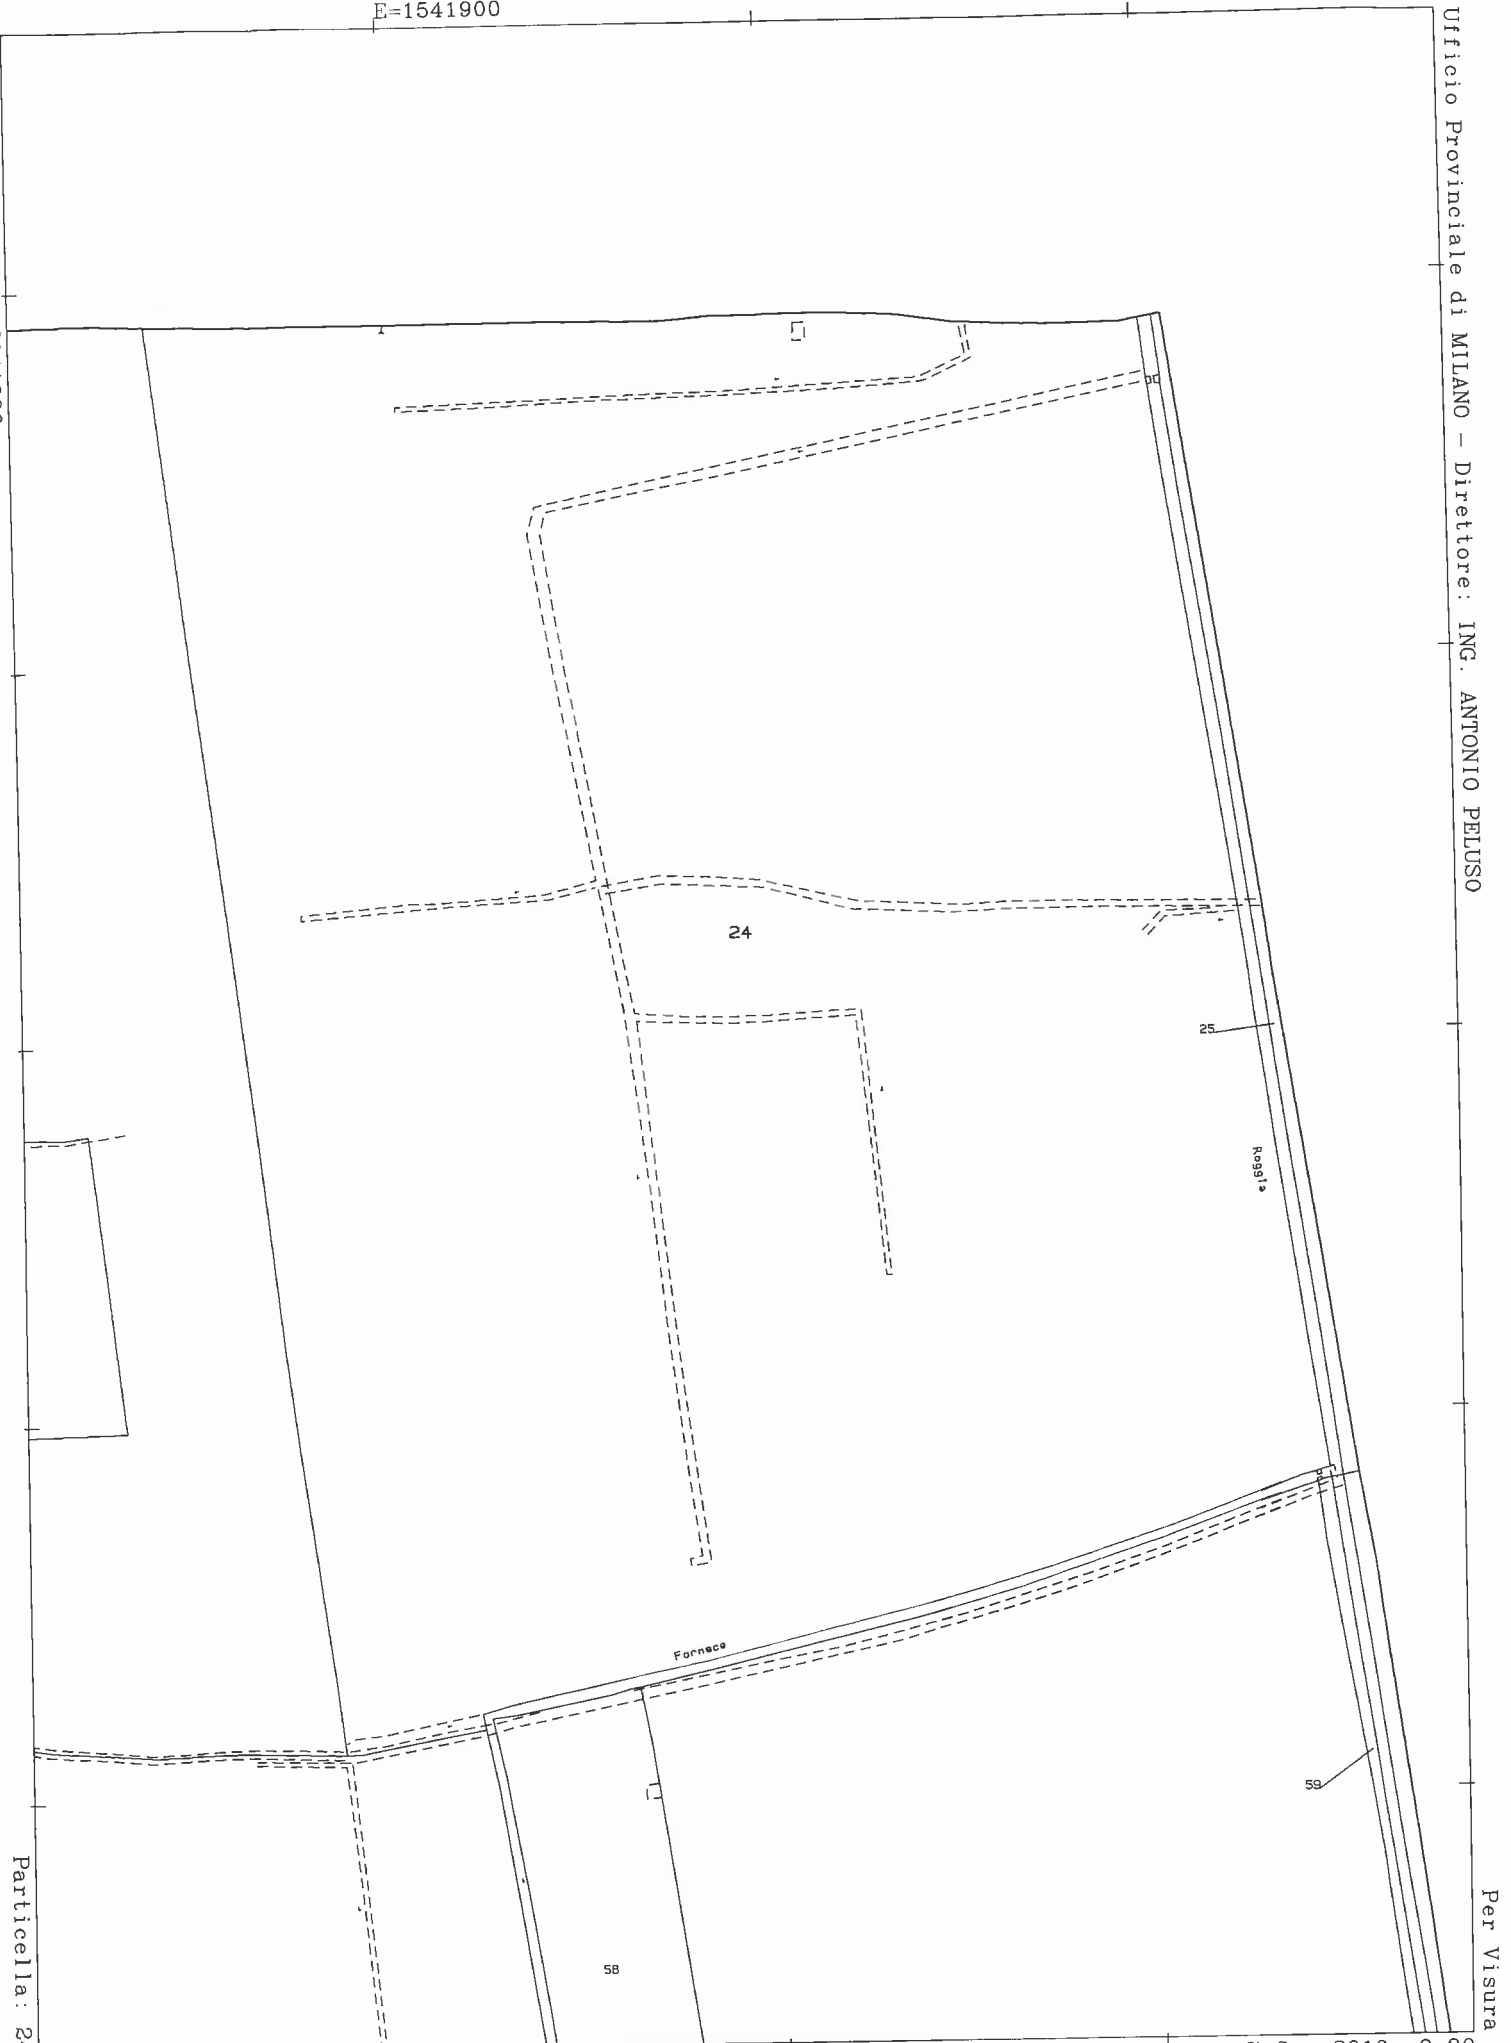 E=1541900
Ufficio Provinciale di MILANO - Direttore: ING. ANTONIO PELUSO
Per Visura
24
25
Roggia
Fornace
59
58
Particella: